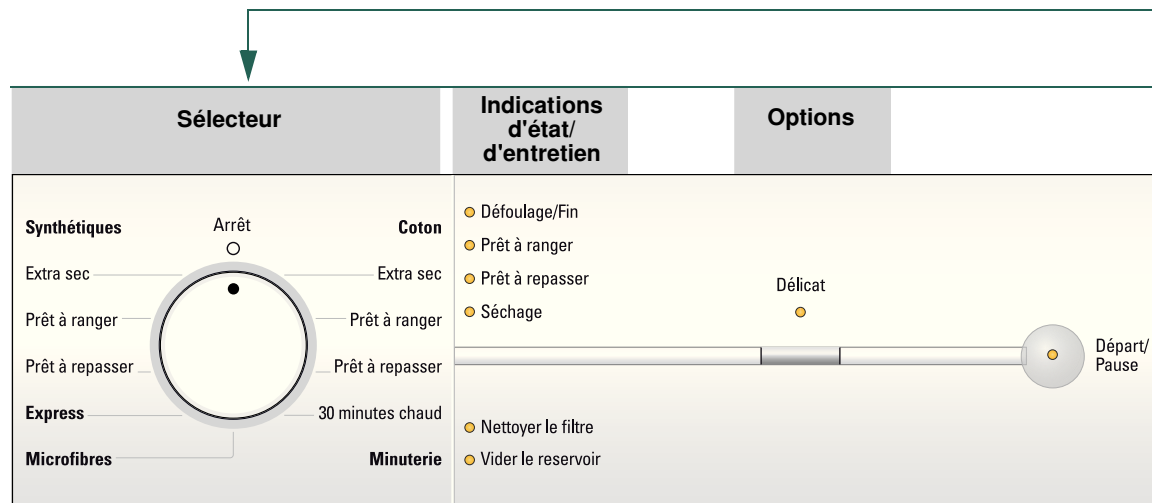 Sélecteur
Indications
d'état/
d'entretien
Options
Synthétiques
Arrêt
Coton
Extra sec
Extra sec
Prêt à ranger
Prêt à ranger
Prêt à repasser
Prêt à repasser
Express
30 minutes chaud
Microfibres
Minuterie
Défoulage/Fin
Prêt à ranger
Prêt à repasser
Séchage
Nettoyer le filtre
Vider le reservoir
Délicat
Départ/
Pause